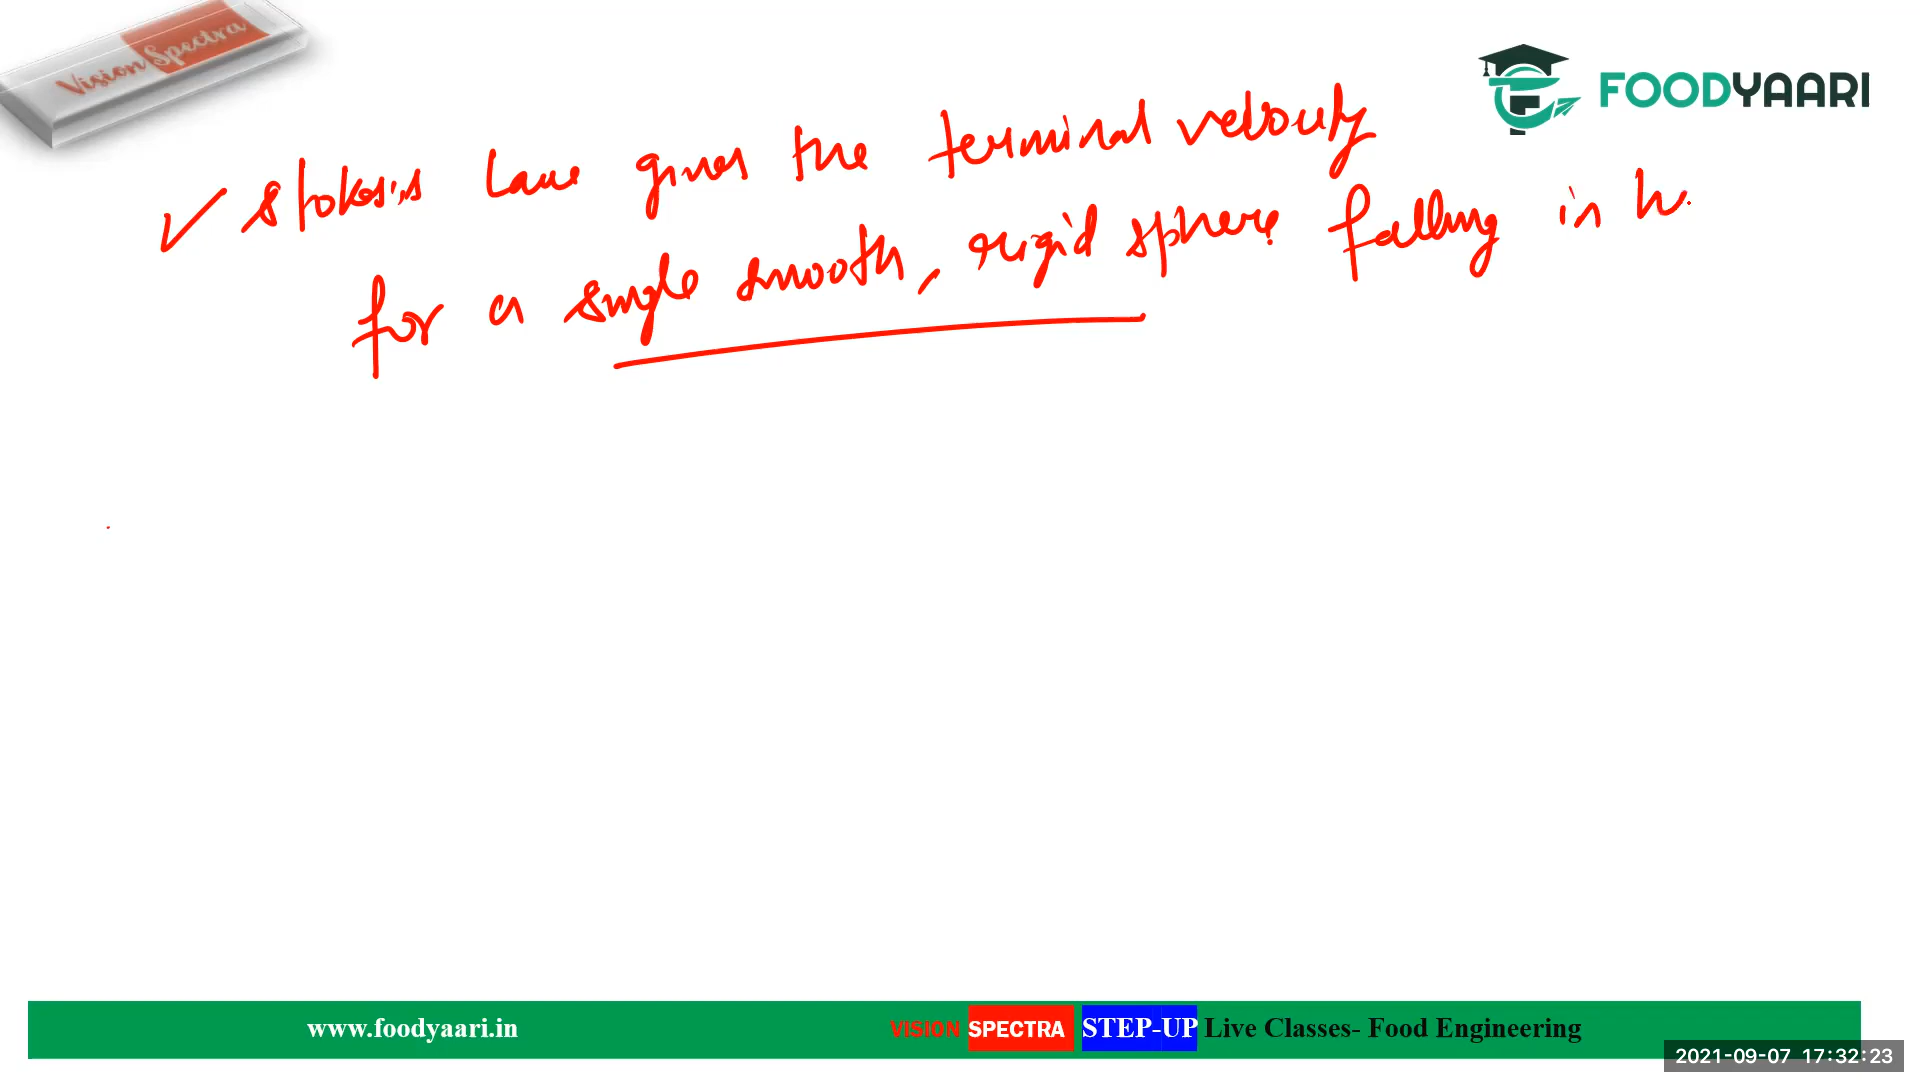 Vision Spectra
FOODYAARI
✓ Stokes's Law gives the terminal velocity
for a single smooth, rigid sphere falling in
www.foodyaari.in
VISION SPECTRA STEP-UP Live Classes- Food Engineering
2021-09-07 17:32:23